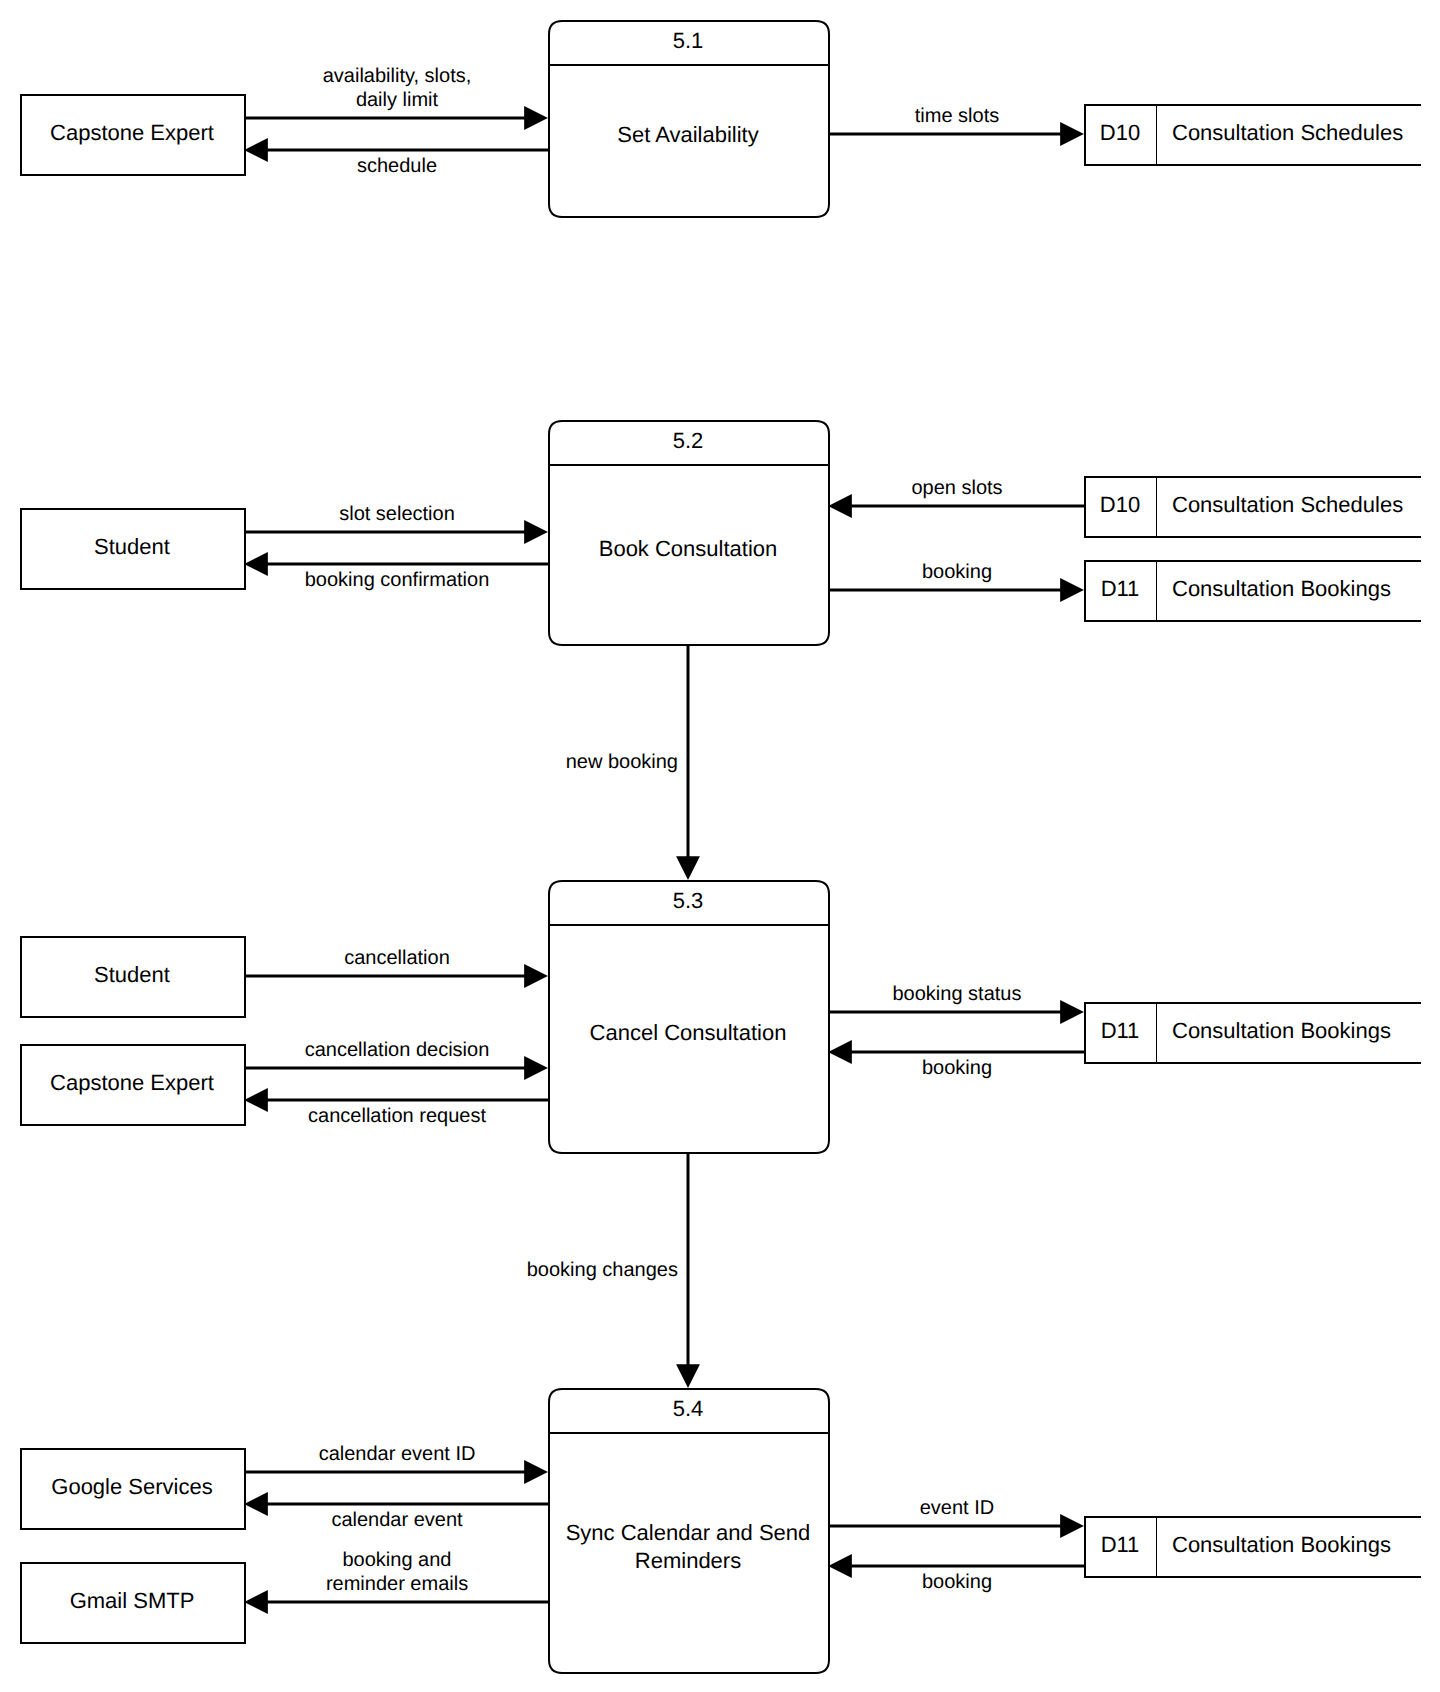 5.1
availability, slots,
daily limit
Capstone Expert
Set Availability
schedule
time slots
D10 Consultation Schedules
5.2
slot selection
Student
booking confirmation
Book Consultation
open slots
D10 Consultation Schedules
booking
D11 Consultation Bookings
new booking
5.3
Student
cancellation
Capstone Expert
cancellation decision
cancellation request
Cancel Consultation
booking status
D11 Consultation Bookings
booking
booking changes
5.4
Google Services
calendar event ID
calendar event
booking and
reminder emails
Gmail SMTP
Sync Calendar and Send
Reminders
event ID
D11 Consultation Bookings
booking